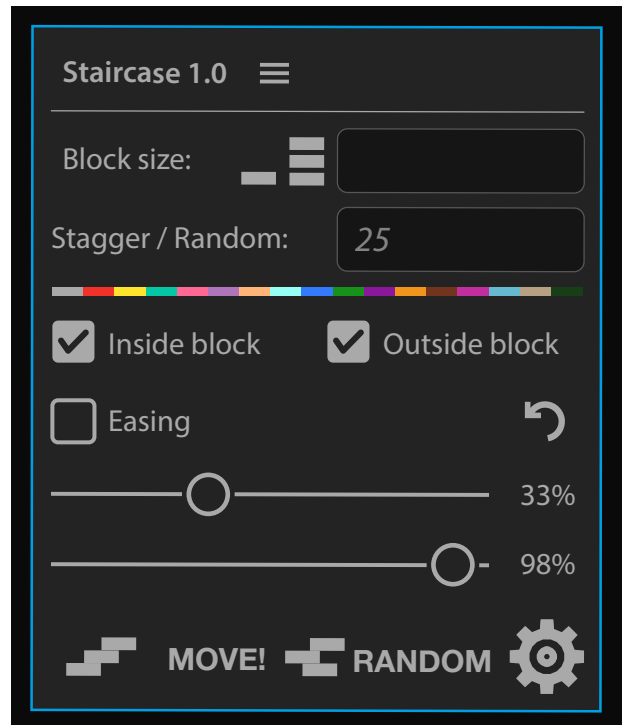 Staircase 1.0
Block size:
Stagger / Random: 25
Inside block Outside block
Easing
33%
98%
MOVE! RANDOM